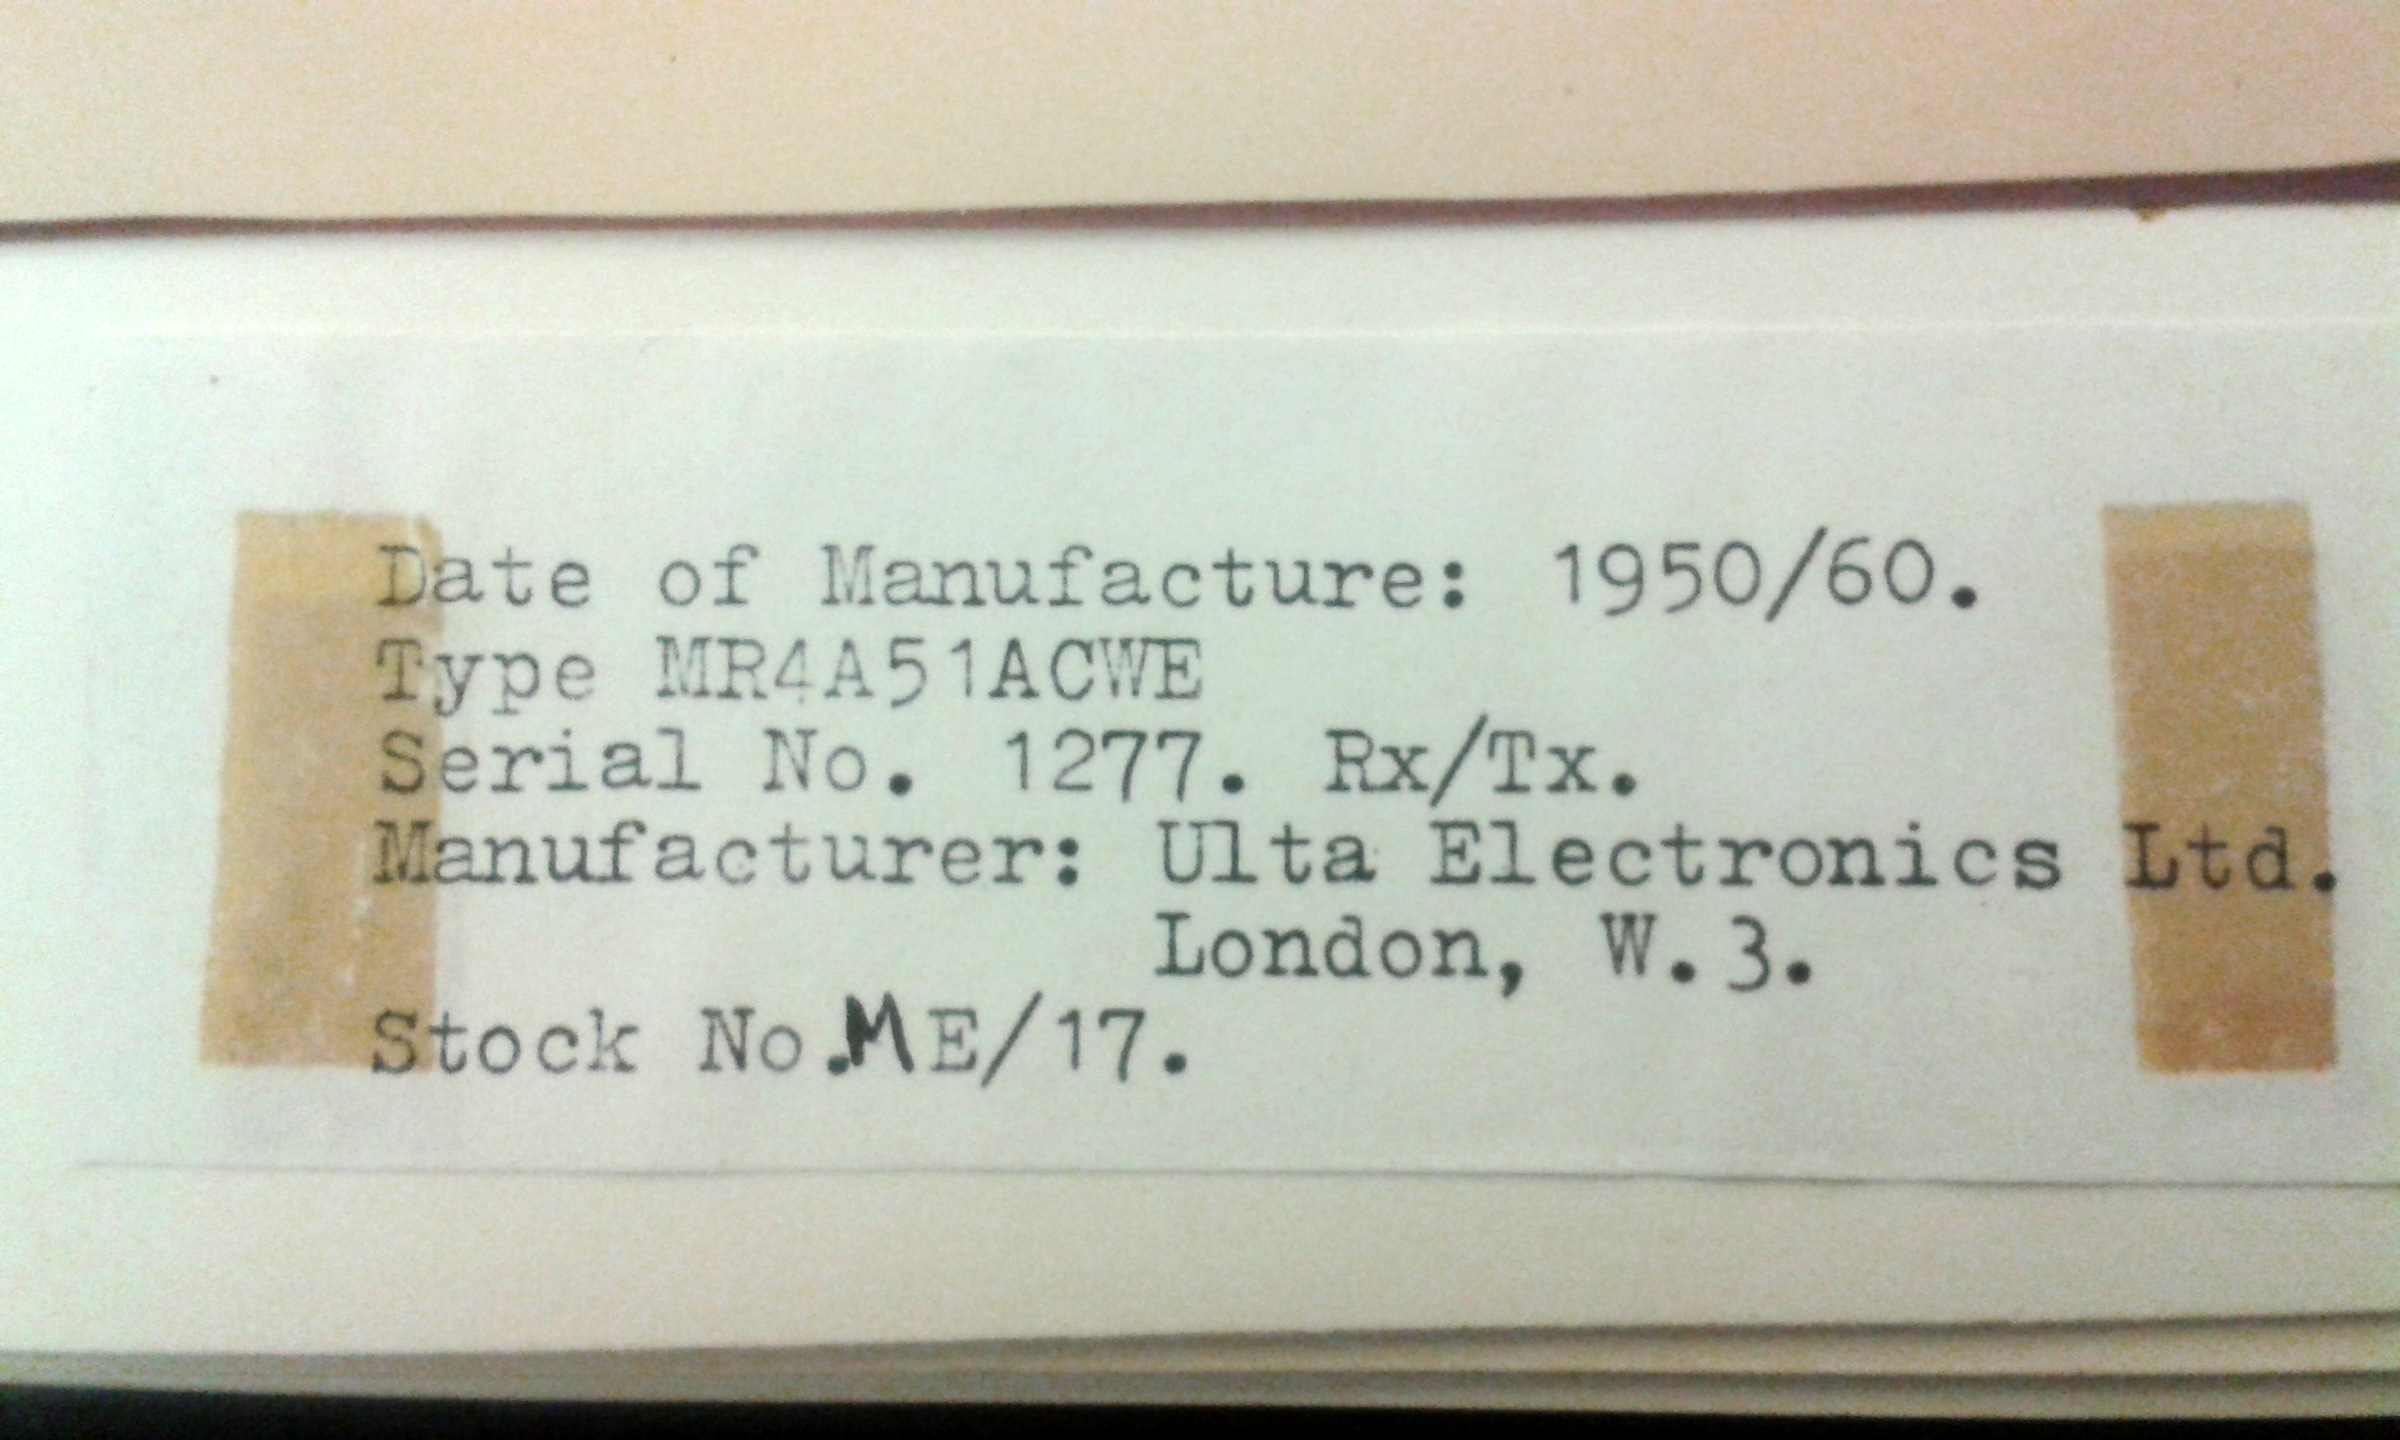 Date of Manufacture: 1950/60.
Type MR4A51ACWE
Serial No. 1277. Rx/Tx.
Manufacturer: Ulta Electronics Ltd.
London, W.3.
Stock No.ME/17.